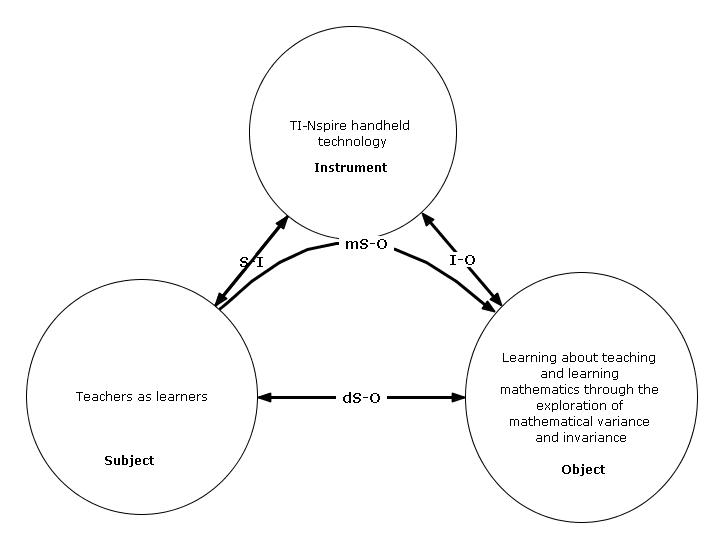 TI-Nspire handheld
technology
Instrument
mS-O
S-I
I-O
Teachers as learners
Subject
dS-O
Learning about teaching
and learning
mathematics through the
exploration of
mathematical variance
and invariance
Object